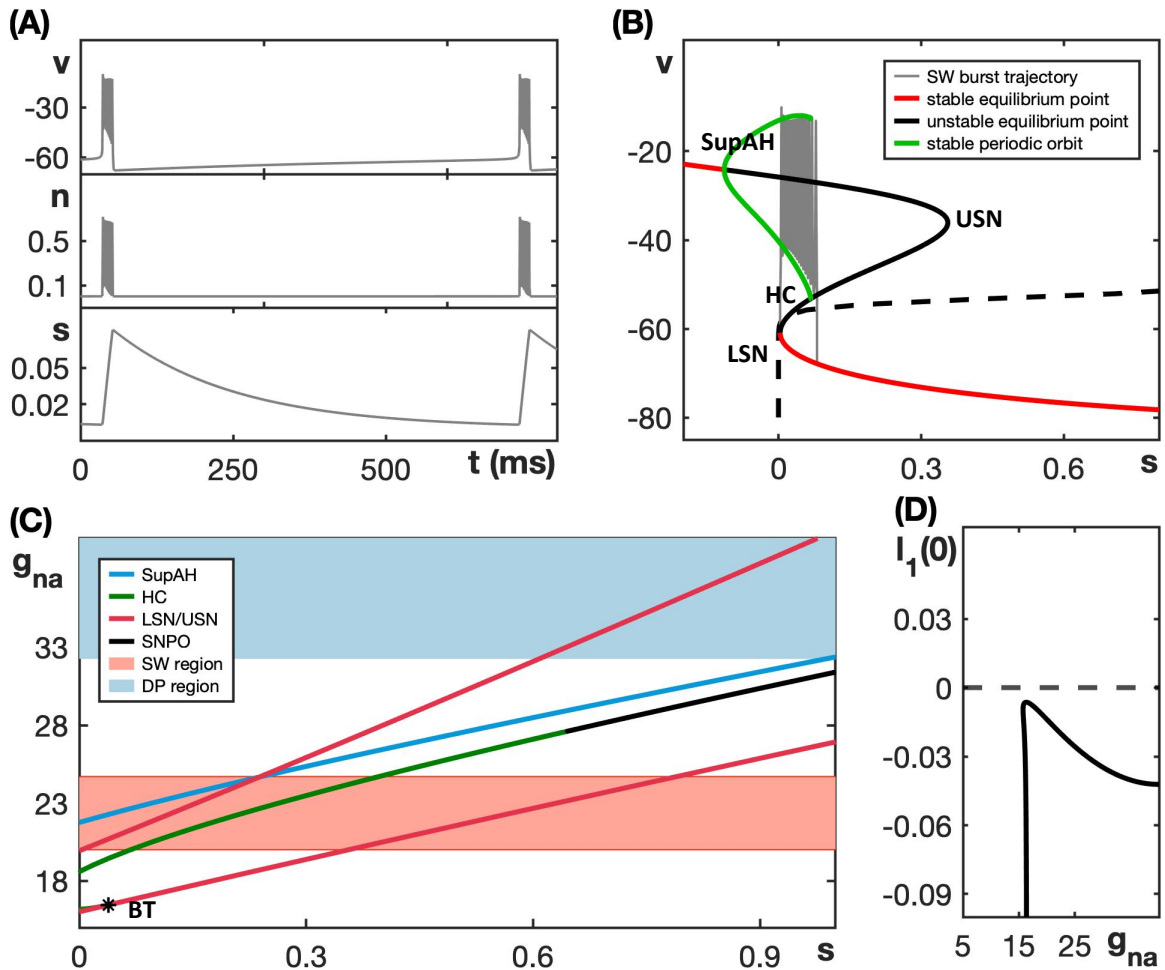 (A)
v
-30
-60
n
0.5
0.1
s
0.05
0.02
0
250
500
t (ms)
(B)
v
-20
-40
-60
-80
0
0.3
0.6
s
SW burst trajectory
stable equilibrium point
unstable equilibrium point
stable periodic orbit
SupAH
USN
HC
LSN
(C)
gna
33
28
23
18
0
0.3
0.6
0.9
s
SupAH
HC
LSN/USN
SNPO
SW region
DP region
BT
(D)
l1(0)
0.03
0
-0.03
-0.06
-0.09
5
15
25
gna